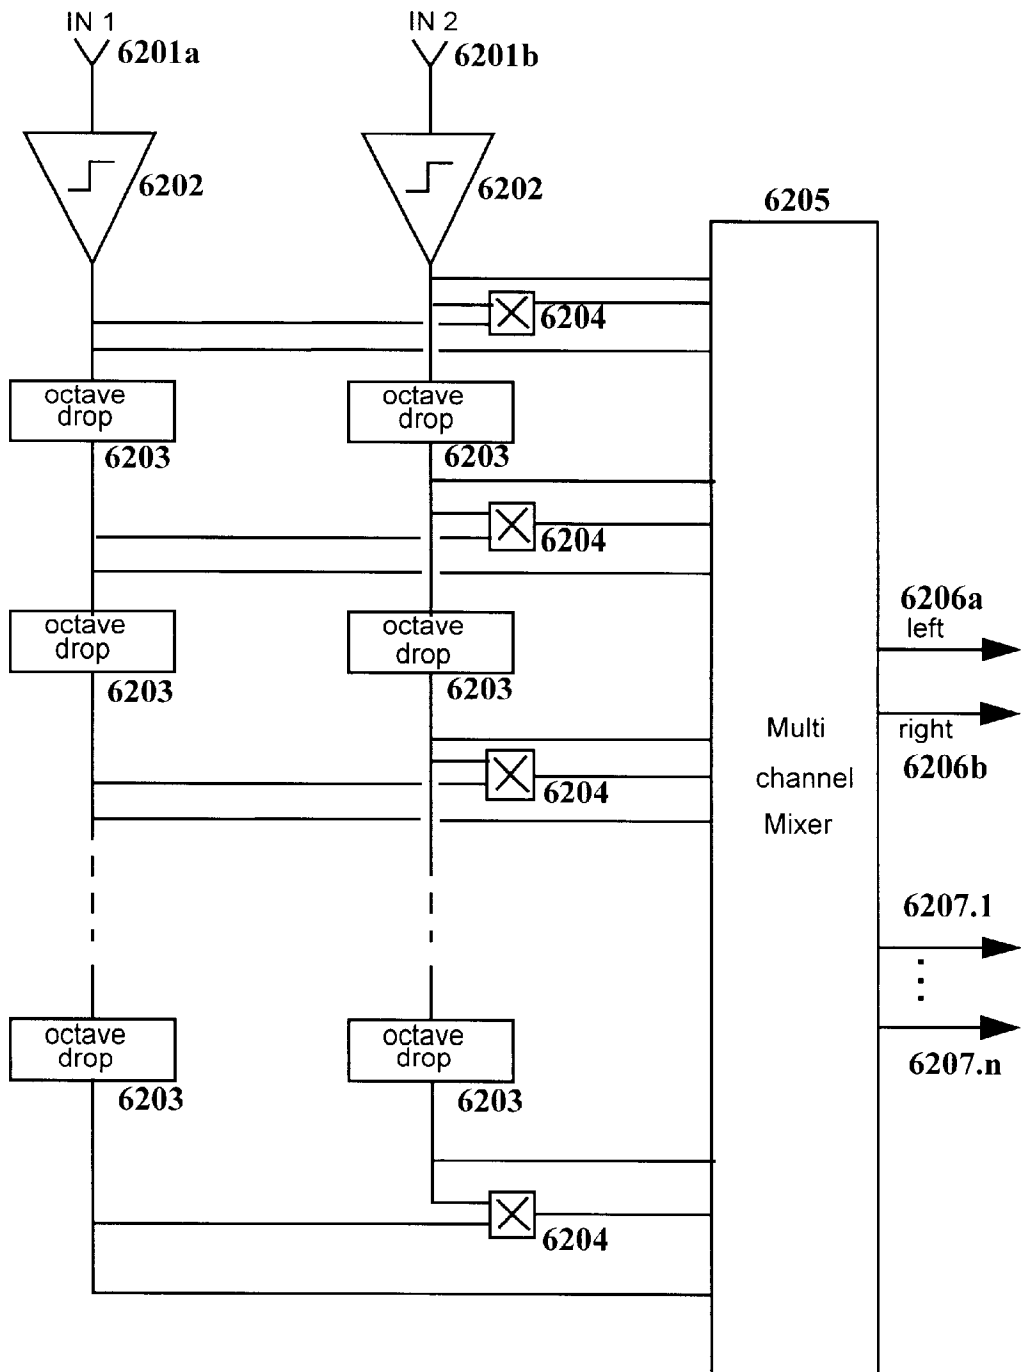 IN 1
IN 2
6201a
6201b
6202
6202
6205
6204
octave
drop
octave
drop
6203
6203
6204
6206a
left
octave
drop
octave
drop
6203
6203
Multi
channel
Mixer
right
6206b
6204
6207.1
octave
drop
octave
drop
6203
6203
6207.n
6204